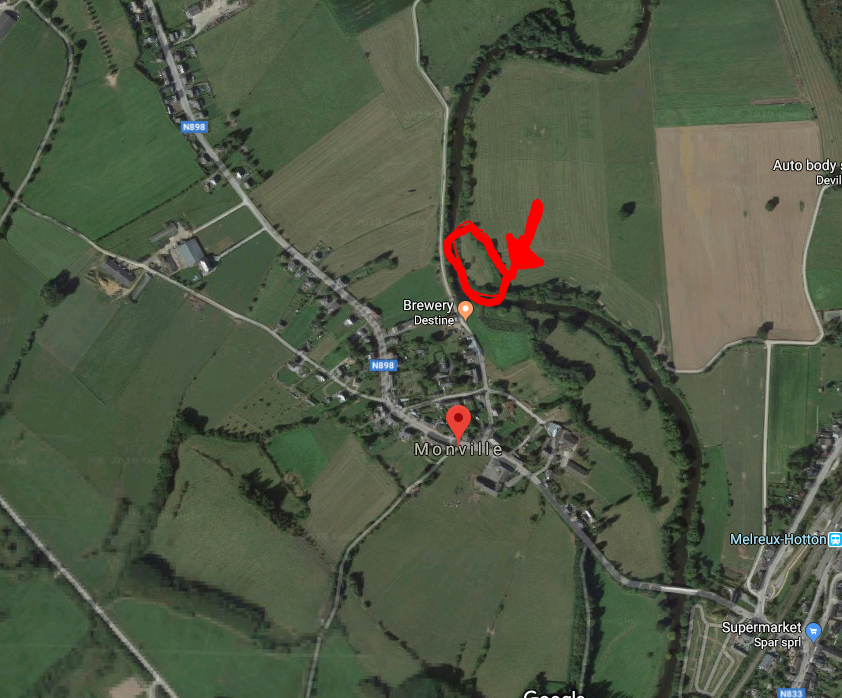 N898
Auto body s
Devil
Brewery
Destine
N898
Monville
Melreux-Hotton
Supermarket
Spar sprl
N833
Google